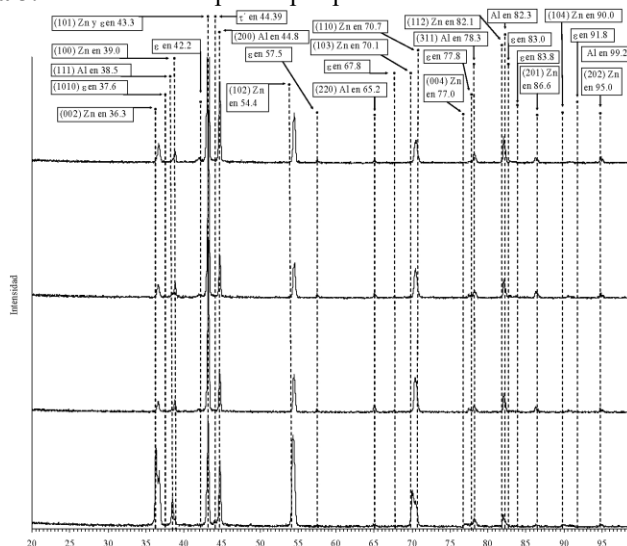 (101) Zn y ε en 43.3
τ' en 44.39
(110) Zn en 70.7
(112) Zn en 82.1
Al en 82.3
(104) Zn en 90.0
(100) Zn en 39.0
ε en 42.2
(200) Al en 44.8
(103) Zn en 70.1
(311) Al en 78.3
ε en 83.0
ε en 91.8
(111) Al en 38.5
ε en 57.5
ε en 77.8
ε en 83.8
Al en 99.2
(1010) ε en 37.6
(102) Zn
en 54.4
ε en 67.8
(004) Zn
en 77.0
(201) Zn
en 86.6
(202) Zn
en 95.0
(002) Zn en 36.3
(220) Al en 65.2
Intensidad
20 25 30 35 40 45 50 55 60 65 70 75 80 85 90 95